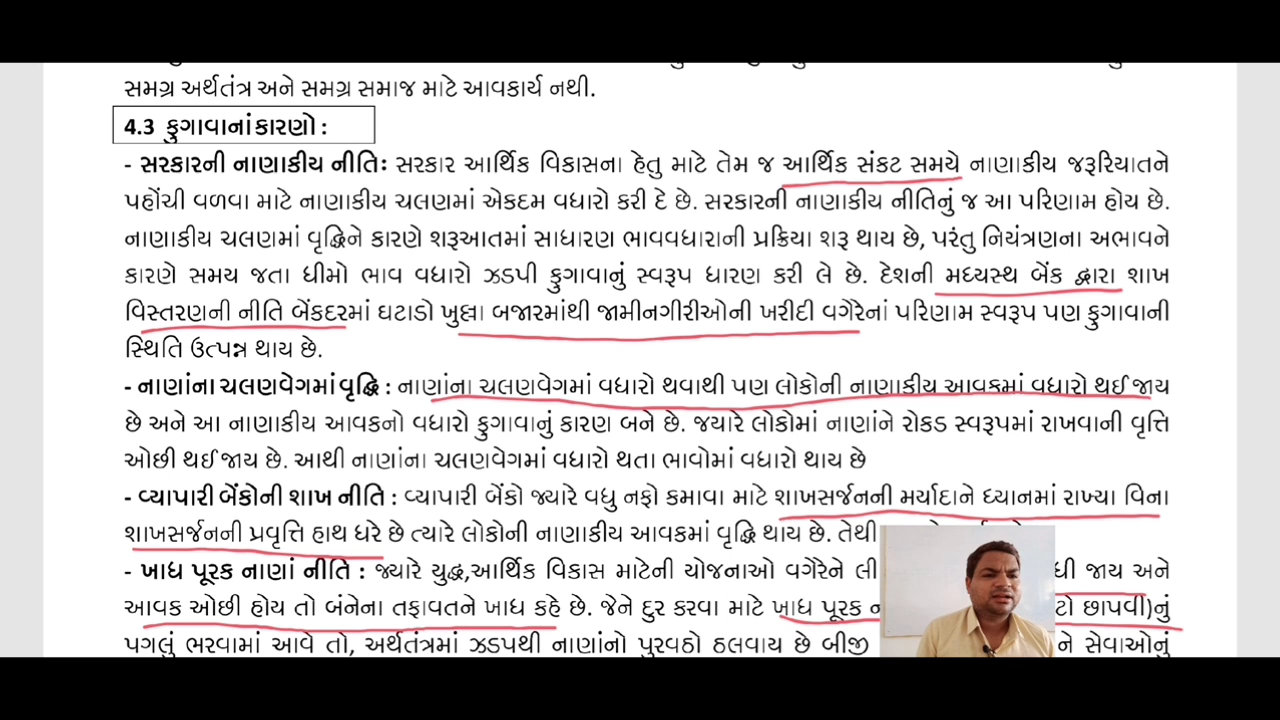 સમગ્ર અર્થતંત્ર અને સમગ્ર સમાજ માટે આવકાર્ય નથી.
4.3 ફુગાવાનાં કારણો :
- સરકારની નાણાકીય નીતિઃ સરકાર આર્થિક વિકાસના હેતુ માટે તેમ જ આર્થિક સંકટ સમયે નાણાકીય જરૂરિયાતને
પહોંચી વળવા માટે નાણાકીય ચલણમાં એકદમ વધારો કરી દે છે. સરકારની નાણાકીય નીતિનું જ આ પરિણામ હોય છે.
નાણાકીય ચલણમાં વૃદ્ધિને કારણે શરૂઆતમાં સાધારણ ભાવવધારાની પ્રક્રિયા શરૂ થાય છે, પરંતુ નિયંત્રણના અભાવને
કારણે સમય જતા ધીમો ભાવ વધારો ઝડપી ફુગાવાનું સ્વરૂપ ધારણ કરી લે છે. દેશની મધ્યસ્થ બેંક દ્વારા શાખ
વિસ્તરણની નીતિ બેંકદરમાં ઘટાડો ખુલ્લા બજારમાંથી જામીનગીરીઓની ખરીદી વગેરેનાં પરિણામ સ્વરૂપ પણ ફુગાવાની
સ્થિતિ ઉત્પન્ન થાય છે.
- નાણાંના ચલણવેગમાં વૃદ્ધિ : નાણાંના ચલણવેગમાં વધારો થવાથી પણ લોકોની નાણાકીય આવકમાં વધારો થઈ જાય
છે અને આ નાણાકીય આવકનો વધારો ફુગાવાનું કારણ બને છે. જ્યારે લોકોમાં નાણાંને રોકડ સ્વરૂપમાં રાખવાની વૃત્તિ
ઓછી થઈ જાય છે. આથી નાણાંના ચલણવેગમાં વધારો થતા ભાવોમાં વધારો થાય છે
- વ્યાપારી બેંકોની શાખ નીતિ : વ્યાપારી બેંકો જ્યારે વધુ નફો કમાવા માટે શાખસર્જનની મર્યાદાને ધ્યાનમાં રાખ્યા વિના
શાખસર્જનની પ્રવૃત્તિ હાથ ધરે છે ત્યારે લોકોની નાણાકીય આવકમાં વૃદ્ધિ થાય છે. તેથી
- ખાધ પૂરક નાણાં નીતિ : જ્યારે યુદ્ધ,આર્થિક વિકાસ માટેની યોજનાઓ વગેરેને લી ધી જાય અને
આવક ઓછી હોય તો બંનેના તફાવતને ખાધ કહે છે. જેને દુર કરવા માટે ખાધ પૂરક ન ટો છાપવી)નું
પગલું ભરવામાં આવે તો, અર્થતંત્રમાં ઝડપથી નાણાંનો પુરવઠો ઠલવાય છે બીજી ને સેવાઓનું